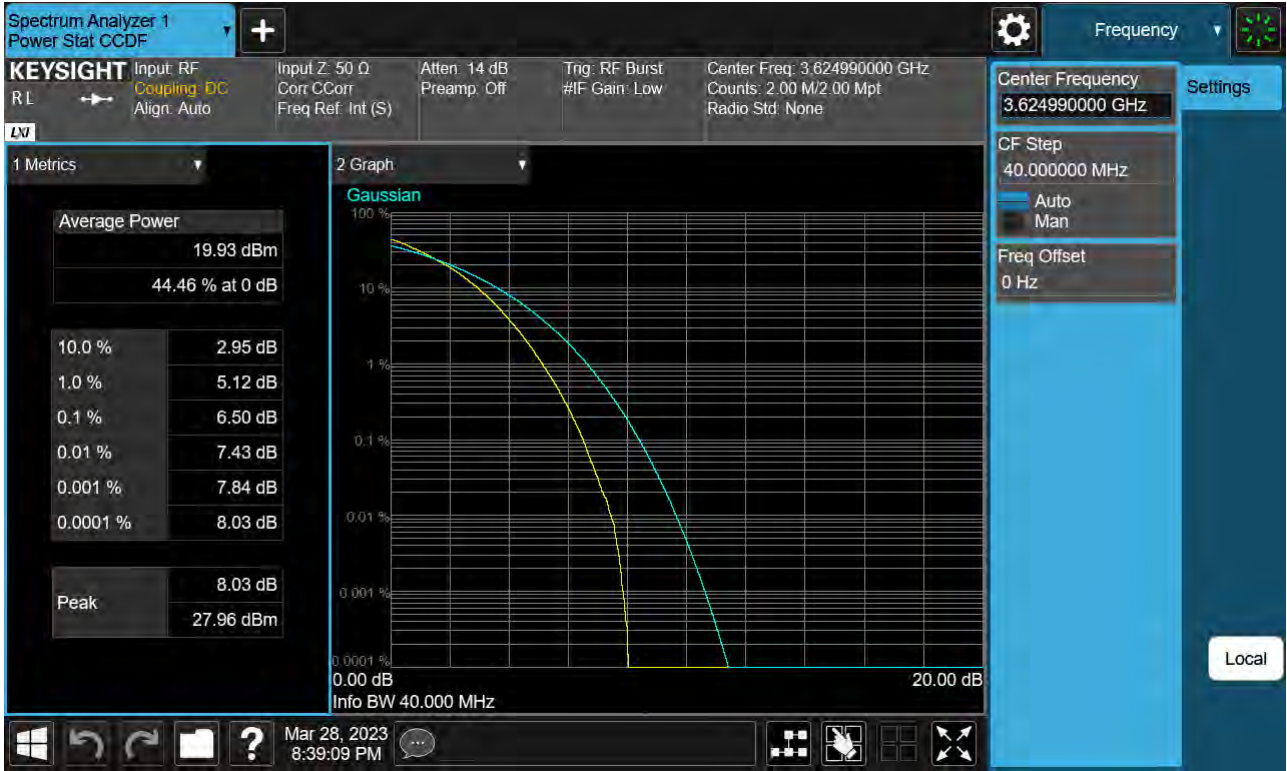 Spectrum Analyzer 1
Power Stat CCDF
+
Frequency
KEYSIGHT
RL
LXI
Input: RF
Coupling: DC
Align: Auto
Input Z: 50 Ω
Corr CCorr
Freq Ref: Int (S)
Atten: 14 dB
Preamp: Off
Trig: RF Burst
#IF Gain: Low
Center Freq: 3.624990000 GHz
Counts: 2.00 M/2.00 Mpt
Radio Std: None
1 Metrics
Average Power
19.93 dBm
44.46 % at 0 dB
10.0 % 2.95 dB
1.0 % 5.12 dB
0.1 % 6.50 dB
0.01 % 7.43 dB
0.001 % 7.84 dB
0.0001 % 8.03 dB
Peak
8.03 dB
27.96 dBm
2 Graph
Gaussian
100 %
10 %
1 %
0.1 %
0.01 %
0.001 %
0.0001 %
0.00 dB 20.00 dB
Info BW 40.000 MHz
Center Frequency
3.624990000 GHz
CF Step
40.000000 MHz
Auto
Man
Freq Offset
0 Hz
Settings
Local
?
Mar 28, 2023
8:39:09 PM